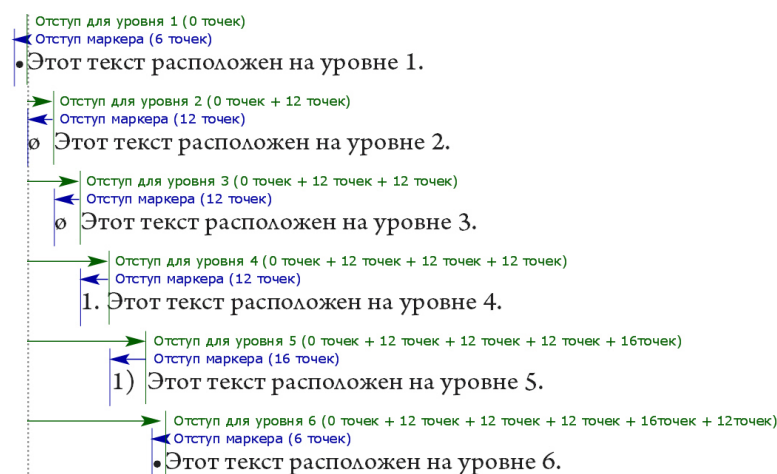 Отступ для уровня 1 (0 точек)
Отступ маркера (6 точек)
•Этот текст расположен на уровне 1.
Отступ для уровня 2 (0 точек + 12 точек)
Отступ маркера (12 точек)
ø Этот текст расположен на уровне 2.
Отступ для уровня 3 (0 точек + 12 точек + 12 точек)
Отступ маркера (12 точек)
ø Этот текст расположен на уровне 3.
Отступ для уровня 4 (0 точек + 12 точек + 12 точек + 12 точек)
Отступ маркера (12 точек)
1. Этот текст расположен на уровне 4.
Отступ для уровня 5 (0 точек + 12 точек + 12 точек + 12 точек + 16точек)
Отступ маркера (16 точек)
1) Этот текст расположен на уровне 5.
Отступ для уровня 6 (0 точек + 12 точек + 12 точек + 12 точек + 16точек + 12точек)
Отступ маркера (6 точек)
•Этот текст расположен на уровне 6.